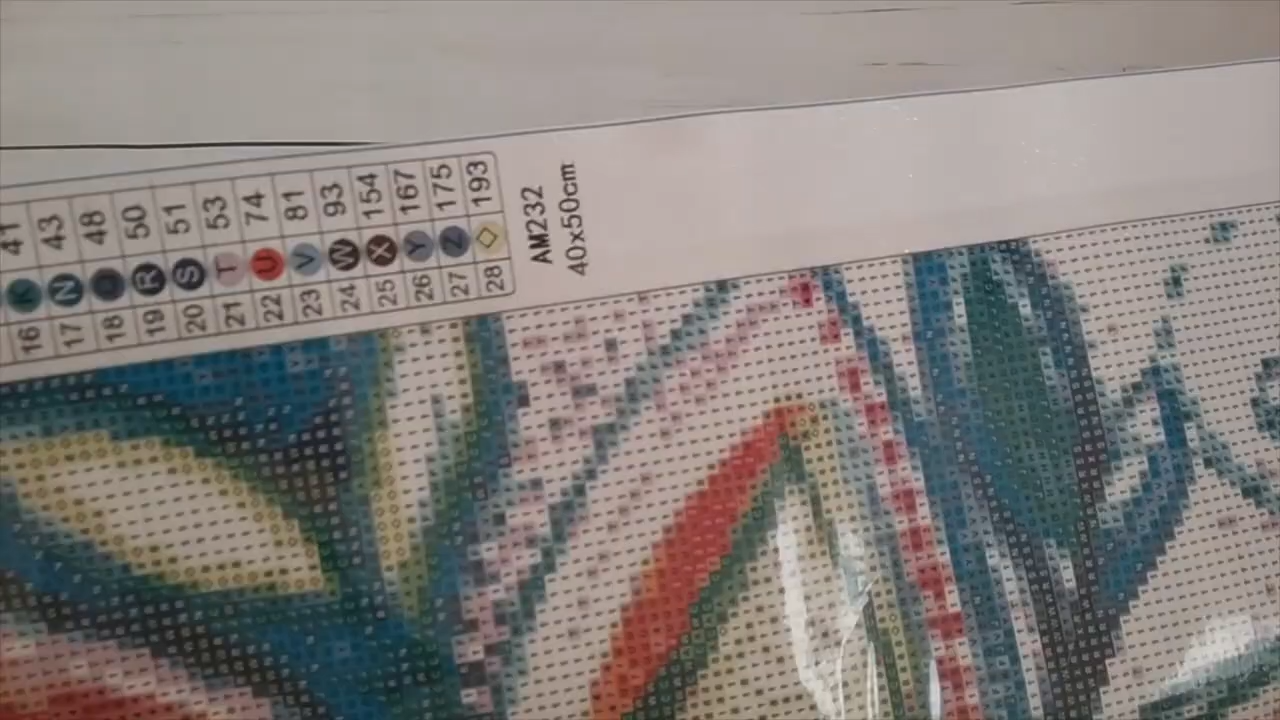 16 K 41
17 N 43
18 48
19 R 50
20 S 51
21 T 53
22 U 74
23 V 81
24 W 93
25 X 154
26 Y 167
27 Z 175
28 ◇ 193
AM232
40x50cm